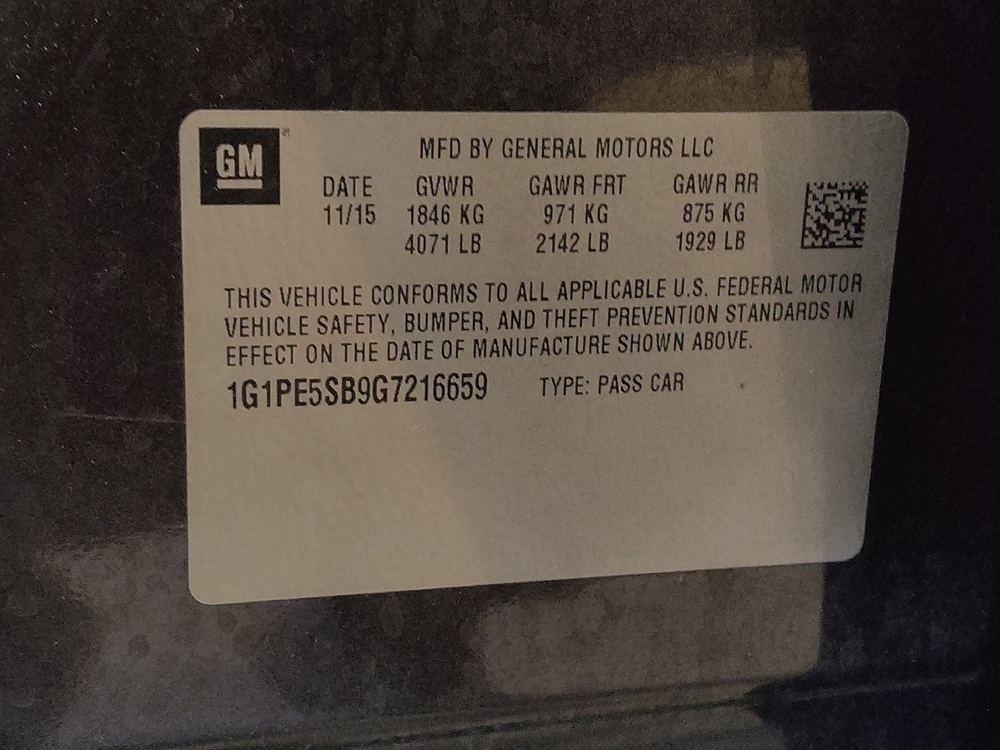 GM
MFD BY GENERAL MOTORS LLC
DATE GVWR GAWR FRT GAWR RR
11/15 1846 KG 971 KG 875 KG
4071 LB 2142 LB 1929 LB
THIS VEHICLE CONFORMS TO ALL APPLICABLE U.S. FEDERAL MOTOR
VEHICLE SAFETY, BUMPER, AND THEFT PREVENTION STANDARDS IN
EFFECT ON THE DATE OF MANUFACTURE SHOWN ABOVE.
1G1PE5SB9G7216659 TYPE: PASS CAR